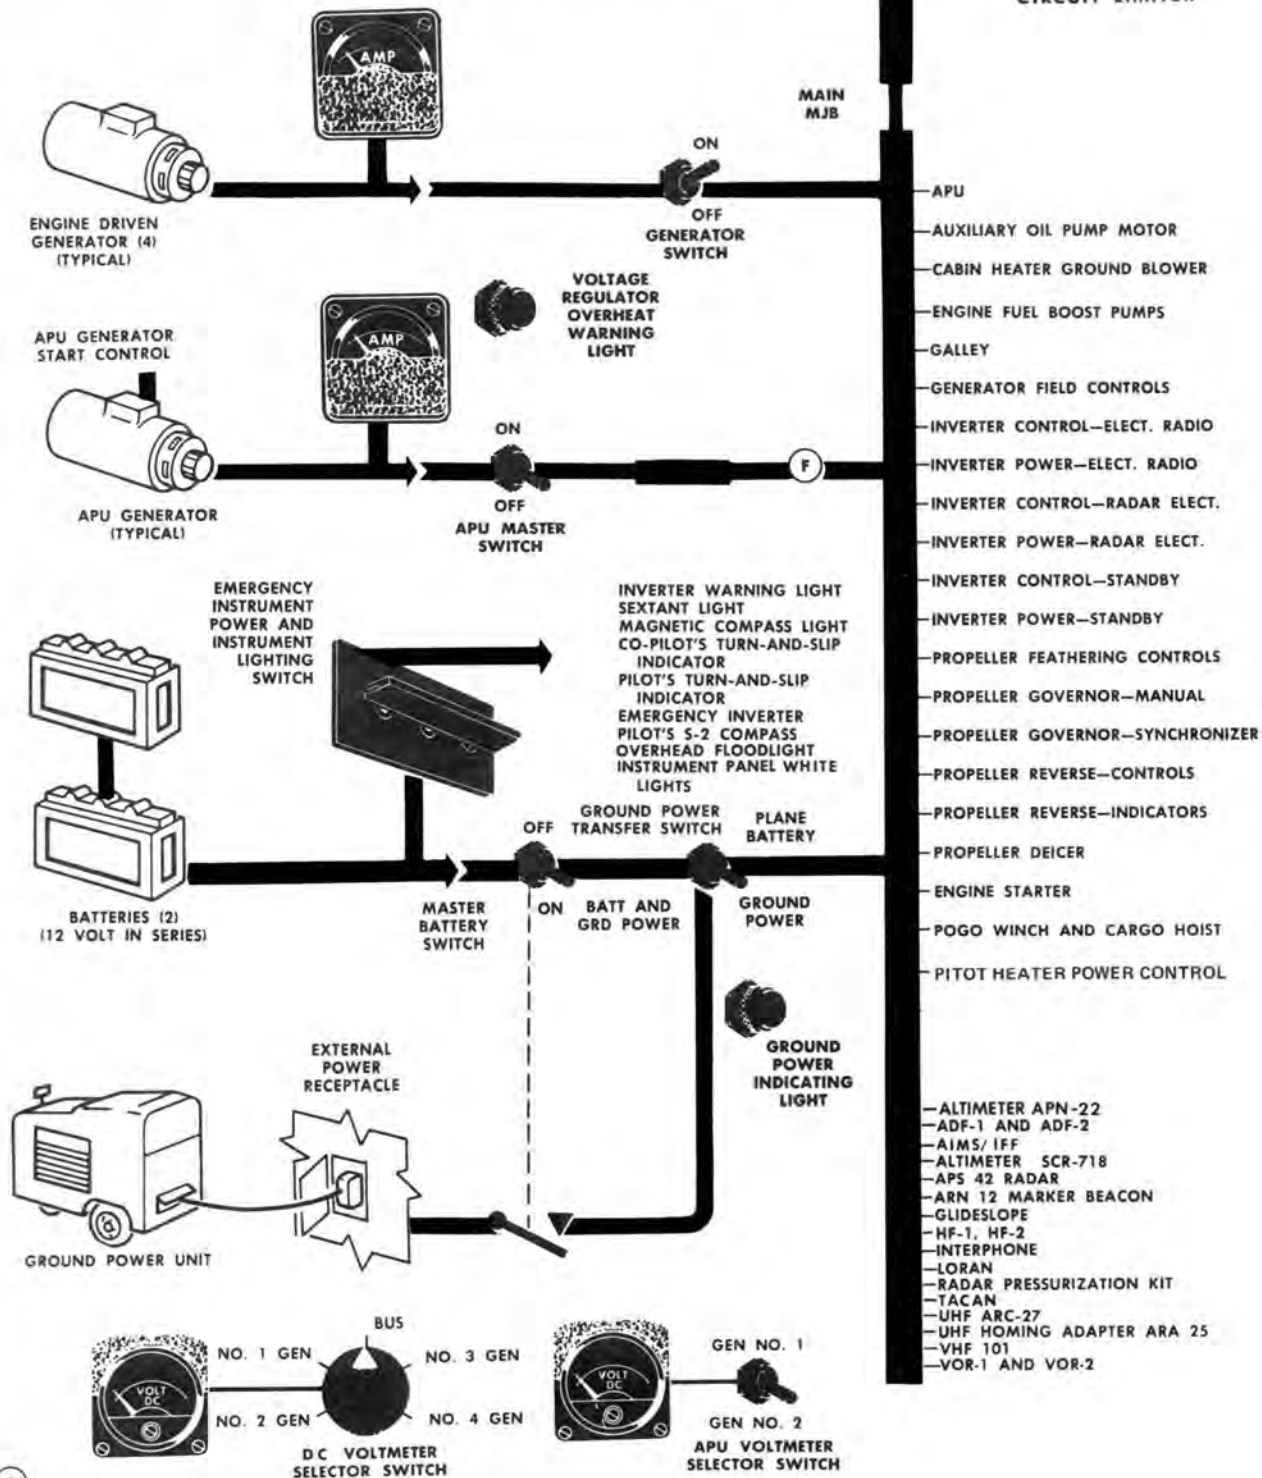 MAIN
MJB
AMP
ON
OFF
GENERATOR
SWITCH
ENGINE DRIVEN
GENERATOR (4)
(TYPICAL)
VOLTAGE
REGULATOR
OVERHEAT
WARNING
LIGHT
APU GENERATOR
START CONTROL
AMP
ON
OFF
APU MASTER
SWITCH
F
APU GENERATOR
(TYPICAL)
EMERGENCY
INSTRUMENT
POWER AND
INSTRUMENT
LIGHTING
SWITCH
INVERTER WARNING LIGHT
SEXTANT LIGHT
MAGNETIC COMPASS LIGHT
CO-PILOT'S TURN-AND-SLIP
INDICATOR
PILOT'S TURN-AND-SLIP
INDICATOR
EMERGENCY INVERTER
PILOT'S S-2 COMPASS
OVERHEAD FLOODLIGHT
INSTRUMENT PANEL WHITE
LIGHTS
BATTERIES (2)
(12 VOLT IN SERIES)
OFF
ON
MASTER
BATTERY
SWITCH
GROUND POWER
TRANSFER SWITCH
PLANE
BATTERY
BATT AND
GRD POWER
GROUND
POWER
GROUND
POWER
INDICATING
LIGHT
EXTERNAL
POWER
RECEPTACLE
GROUND POWER UNIT
VOLT
DC
BUS
NO. 1 GEN
NO. 3 GEN
NO. 2 GEN
NO. 4 GEN
DC VOLTMETER
SELECTOR SWITCH
VOLT
DC
GEN NO. 1
GEN NO. 2
APU VOLTMETER
SELECTOR SWITCH
APU
AUXILIARY OIL PUMP MOTOR
CABIN HEATER GROUND BLOWER
ENGINE FUEL BOOST PUMPS
GALLEY
GENERATOR FIELD CONTROLS
INVERTER CONTROL—ELECT. RADIO
INVERTER POWER—ELECT. RADIO
INVERTER CONTROL—RADAR ELECT.
INVERTER POWER—RADAR ELECT.
INVERTER CONTROL—STANDBY
INVERTER POWER—STANDBY
PROPELLER FEATHERING CONTROLS
PROPELLER GOVERNOR—MANUAL
PROPELLER GOVERNOR—SYNCHRONIZER
PROPELLER REVERSE—CONTROLS
PROPELLER REVERSE—INDICATORS
PROPELLER DEICER
ENGINE STARTER
POGO WINCH AND CARGO HOIST
PITOT HEATER POWER CONTROL
ALTIMETER APN-22
ADF-1 AND ADF-2
AIMS/IFF
ALTIMETER SCR-718
APS 42 RADAR
ARN 12 MARKER BEACON
GLIDESLOPE
HF-1, HF-2
INTERPHONE
LORAN
RADAR PRESSURIZATION KIT
TACAN
UHF ARC-27
UHF HOMING ADAPTER ARA 25
VHF 101
VOR-1 AND VOR-2